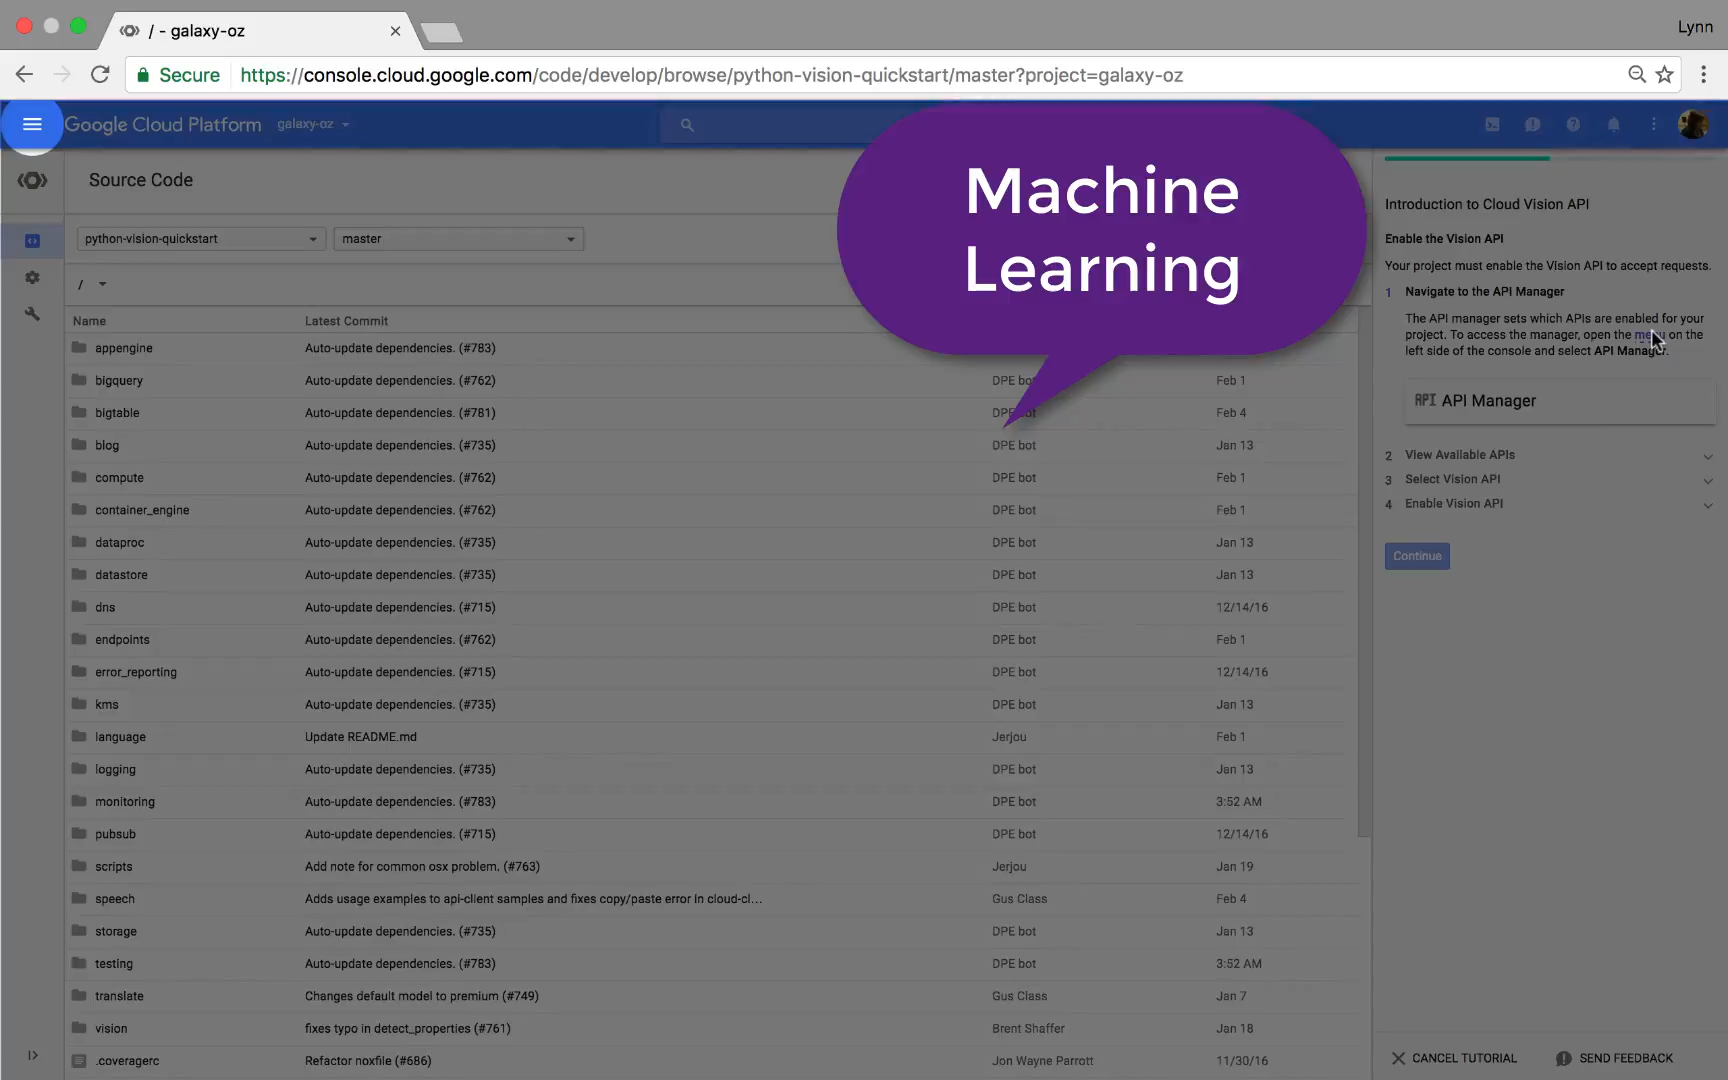 / - galaxy-oz
Lynn
Secure https://console.cloud.google.com/code/develop/browse/python-vision-quickstart/master?project=galaxy-oz
Google Cloud Platform galaxy-oz
Machine
Learning
Source Code
python-vision-quickstart master
/
Name Latest Commit
appengine Auto-update dependencies. (#783)
bigquery Auto-update dependencies. (#762) DPE bot Feb 1
bigtable Auto-update dependencies. (#781) DPE bot Feb 4
blog Auto-update dependencies. (#735) DPE bot Jan 13
compute Auto-update dependencies. (#762) DPE bot Feb 1
container_engine Auto-update dependencies. (#762) DPE bot Feb 1
dataproc Auto-update dependencies. (#735) DPE bot Jan 13
datastore Auto-update dependencies. (#735) DPE bot Jan 13
dns Auto-update dependencies. (#715) DPE bot 12/14/16
endpoints Auto-update dependencies. (#762) DPE bot Feb 1
error_reporting Auto-update dependencies. (#715) DPE bot 12/14/16
kms Auto-update dependencies. (#735) DPE bot Jan 13
language Update README.md Jerjou Feb 1
logging Auto-update dependencies. (#735) DPE bot Jan 13
monitoring Auto-update dependencies. (#783) DPE bot 3:52 AM
pubsub Auto-update dependencies. (#715) DPE bot 12/14/16
scripts Add note for common osx problem. (#763) Jerjou Jan 19
speech Adds usage examples to api-client samples and fixes copy/paste error in cloud-cl... Gus Class Feb 4
storage Auto-update dependencies. (#735) DPE bot Jan 13
testing Auto-update dependencies. (#783) DPE bot 3:52 AM
translate Changes default model to premium (#749) Gus Class Jan 7
vision fixes typo in detect_properties (#761) Brent Shaffer Jan 18
.coveragerc Refactor noxfile (#686) Jon Wayne Parrott 11/30/16
Introduction to Cloud Vision API
Enable the Vision API
Your project must enable the Vision API to accept requests.
1 Navigate to the API Manager
The API manager sets which APIs are enabled for your
project. To access the manager, open the menu on the
left side of the console and select API Manager.
API API Manager
2 View Available APIs
3 Select Vision API
4 Enable Vision API
Continue
CANCEL TUTORIAL SEND FEEDBACK